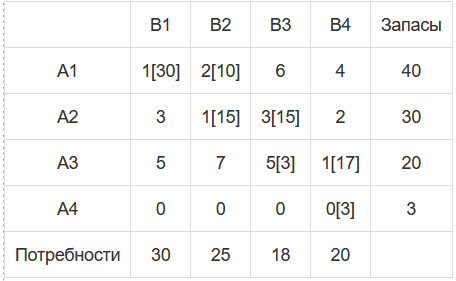 B1 B2 B3 B4 Запасы
A1 1[30] 2[10] 6 4 40
A2 3 1[15] 3[15] 2 30
A3 5 7 5[3] 1[17] 20
A4 0 0 0 0[3] 3
Потребности 30 25 18 20